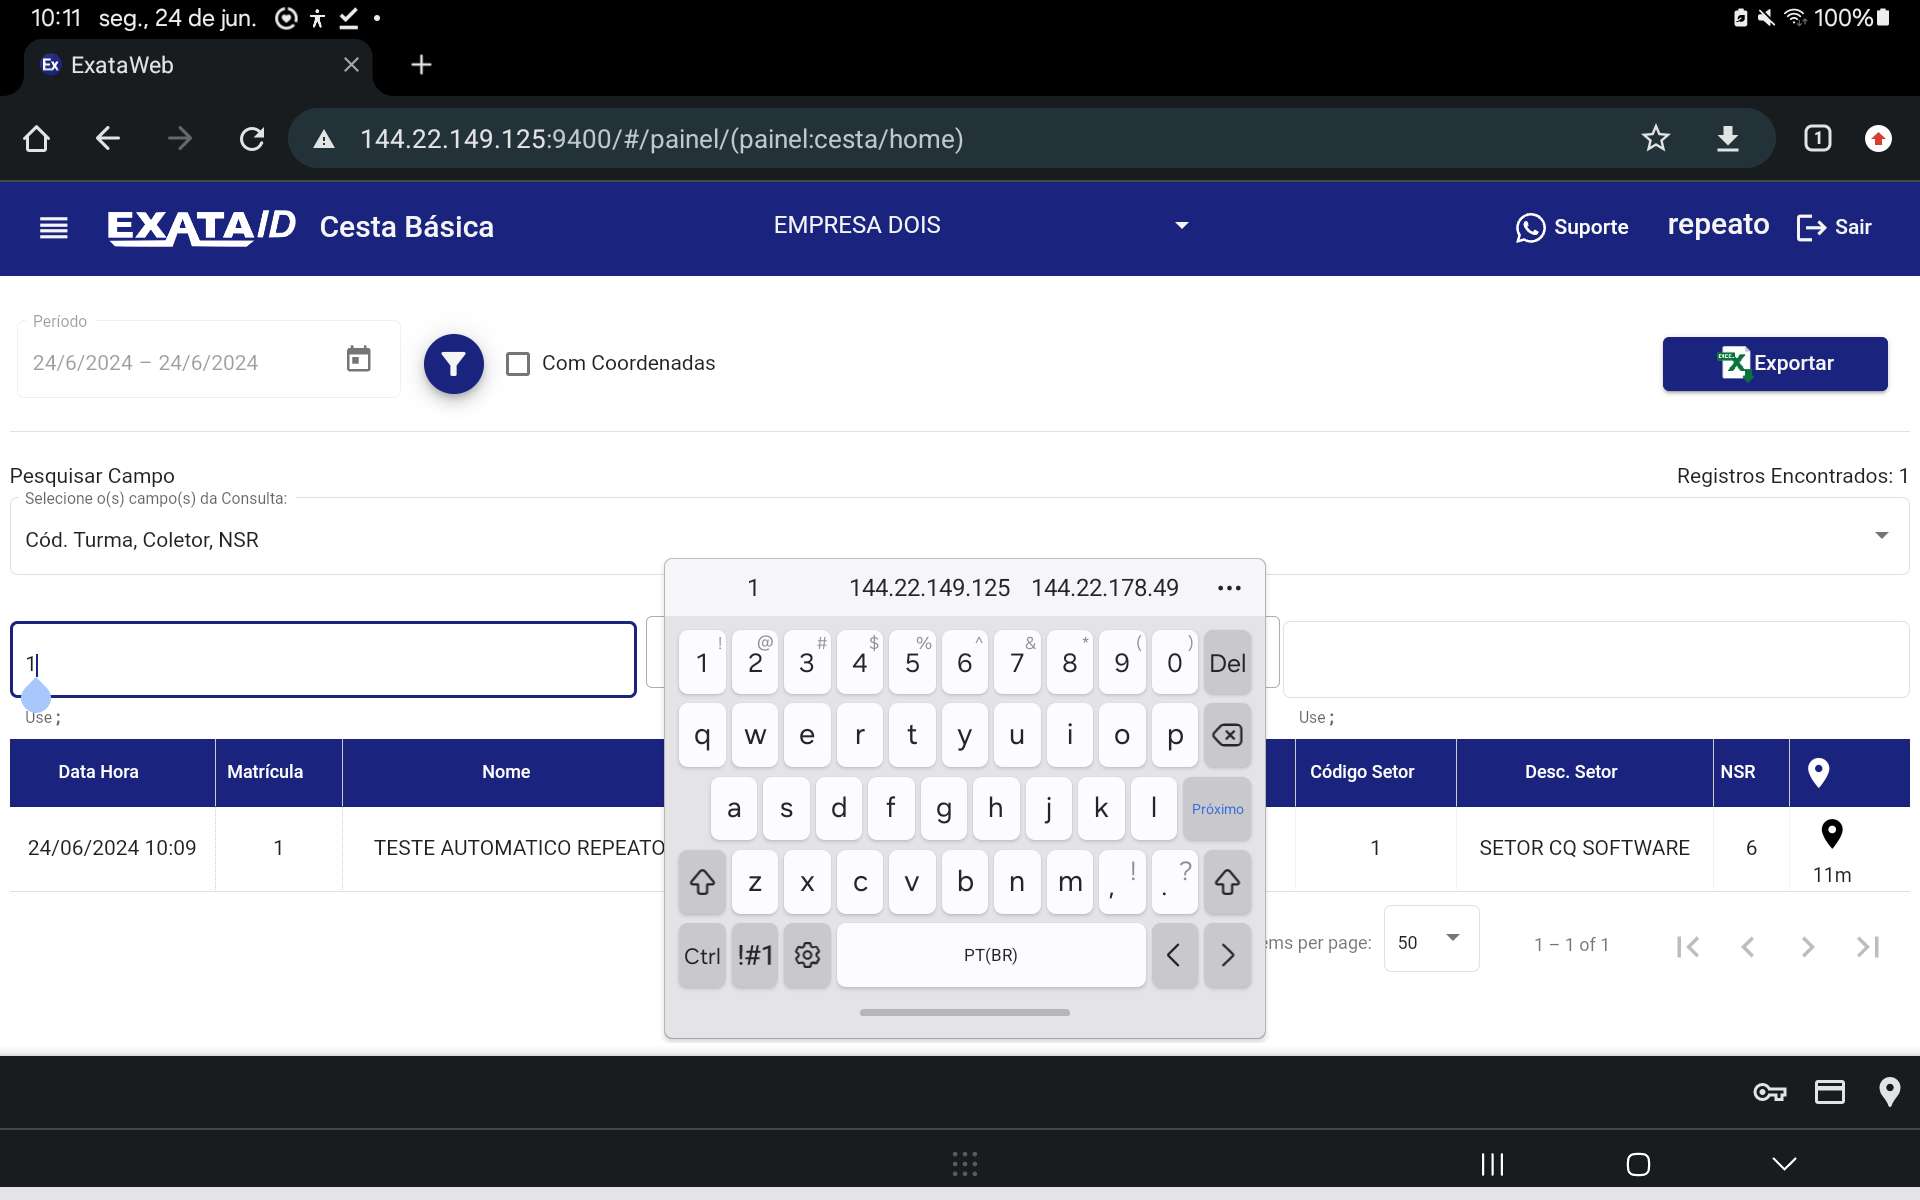 10:11 seg., 24 de jun.
100%
Ex ExataWeb
144.22.149.125:9400/#/painel/(painel:cesta/home)
1
EXATA/D Cesta Básica
EMPRESA DOIS
Suporte
repeato
Sair
Período
24/6/2024 – 24/6/2024
Com Coordenadas
Exportar
Pesquisar Campo
Registros Encontrados: 1
Selecione o(s) campo(s) da Consulta:
Cód. Turma, Coletor, NSR
1
Use ;
Use ;
1 144.22.149.125 144.22.178.49 •••
! @ # $ % ^ & * ( )
1 2 3 4 5 6 7 8 9 0 Del
q w e r t y u i o p
a s d f g h j k l Próximo
z x c v b n m , ! . ?
Ctrl !#1 PT(BR) < >
Data Hora Matrícula Nome Código Setor Desc. Setor NSR
24/06/2024 10:09 1 TESTE AUTOMATICO REPEATO 1 SETOR CQ SOFTWARE 6
11m
ems per page: 50 1 – 1 of 1